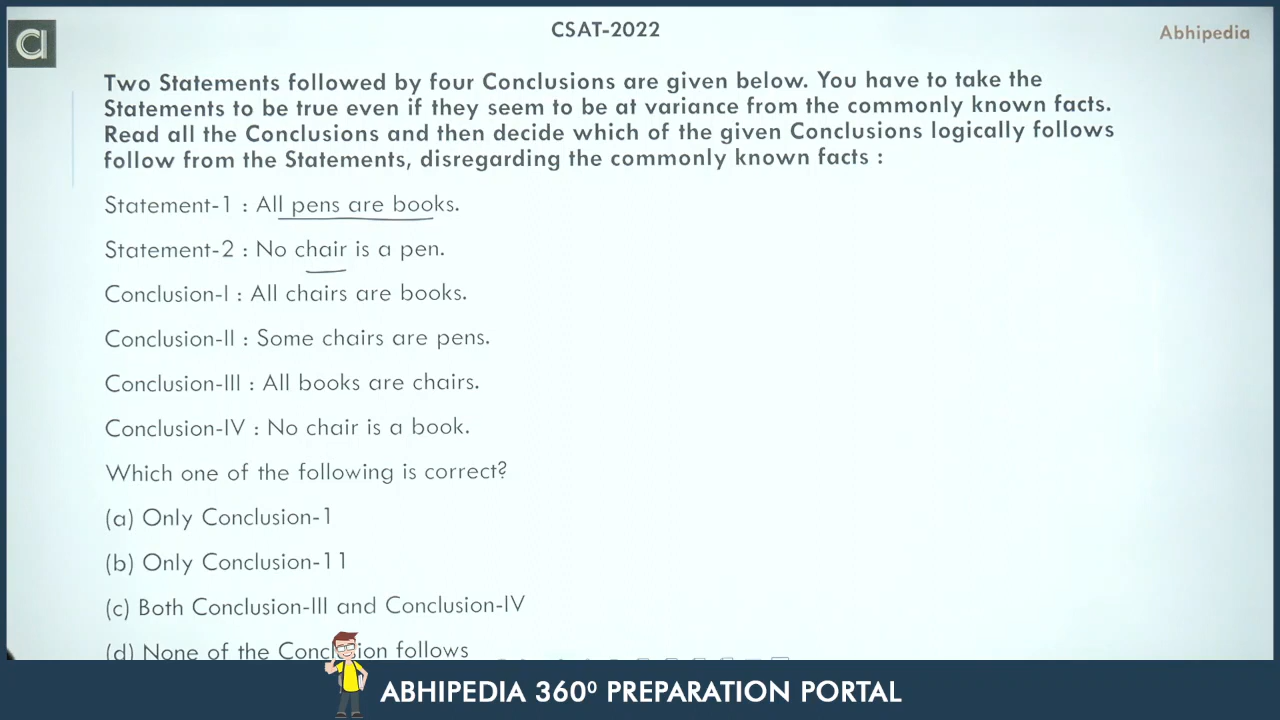 CSAT-2022
Abhipedia
Two Statements followed by four Conclusions are given below. You have to take the
Statements to be true even if they seem to be at variance from the commonly known facts.
Read all the Conclusions and then decide which of the given Conclusions logically follows
follow from the Statements, disregarding the commonly known facts :
Statement-1 : All pens are books.
Statement-2 : No chair is a pen.
Conclusion-I : All chairs are books.
Conclusion-II : Some chairs are pens.
Conclusion-III : All books are chairs.
Conclusion-IV : No chair is a book.
Which one of the following is correct?
(a) Only Conclusion-1
(b) Only Conclusion-11
(c) Both Conclusion-III and Conclusion-IV
(d) None of the Conclusion follows
ABHIPEDIA 360⁰ PREPARATION PORTAL